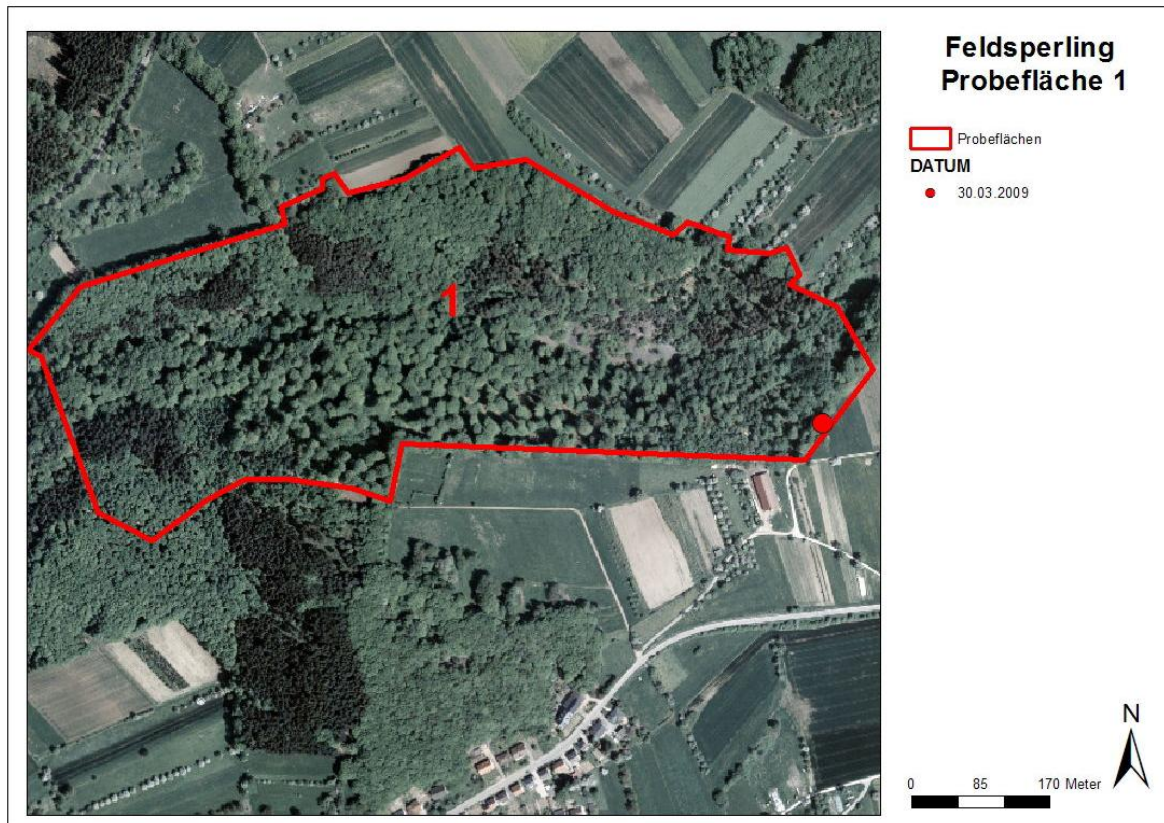 Feldsperling
Probefläche 1
Probeflächen
DATUM
30.03.2009
1
N
0 85 170 Meter